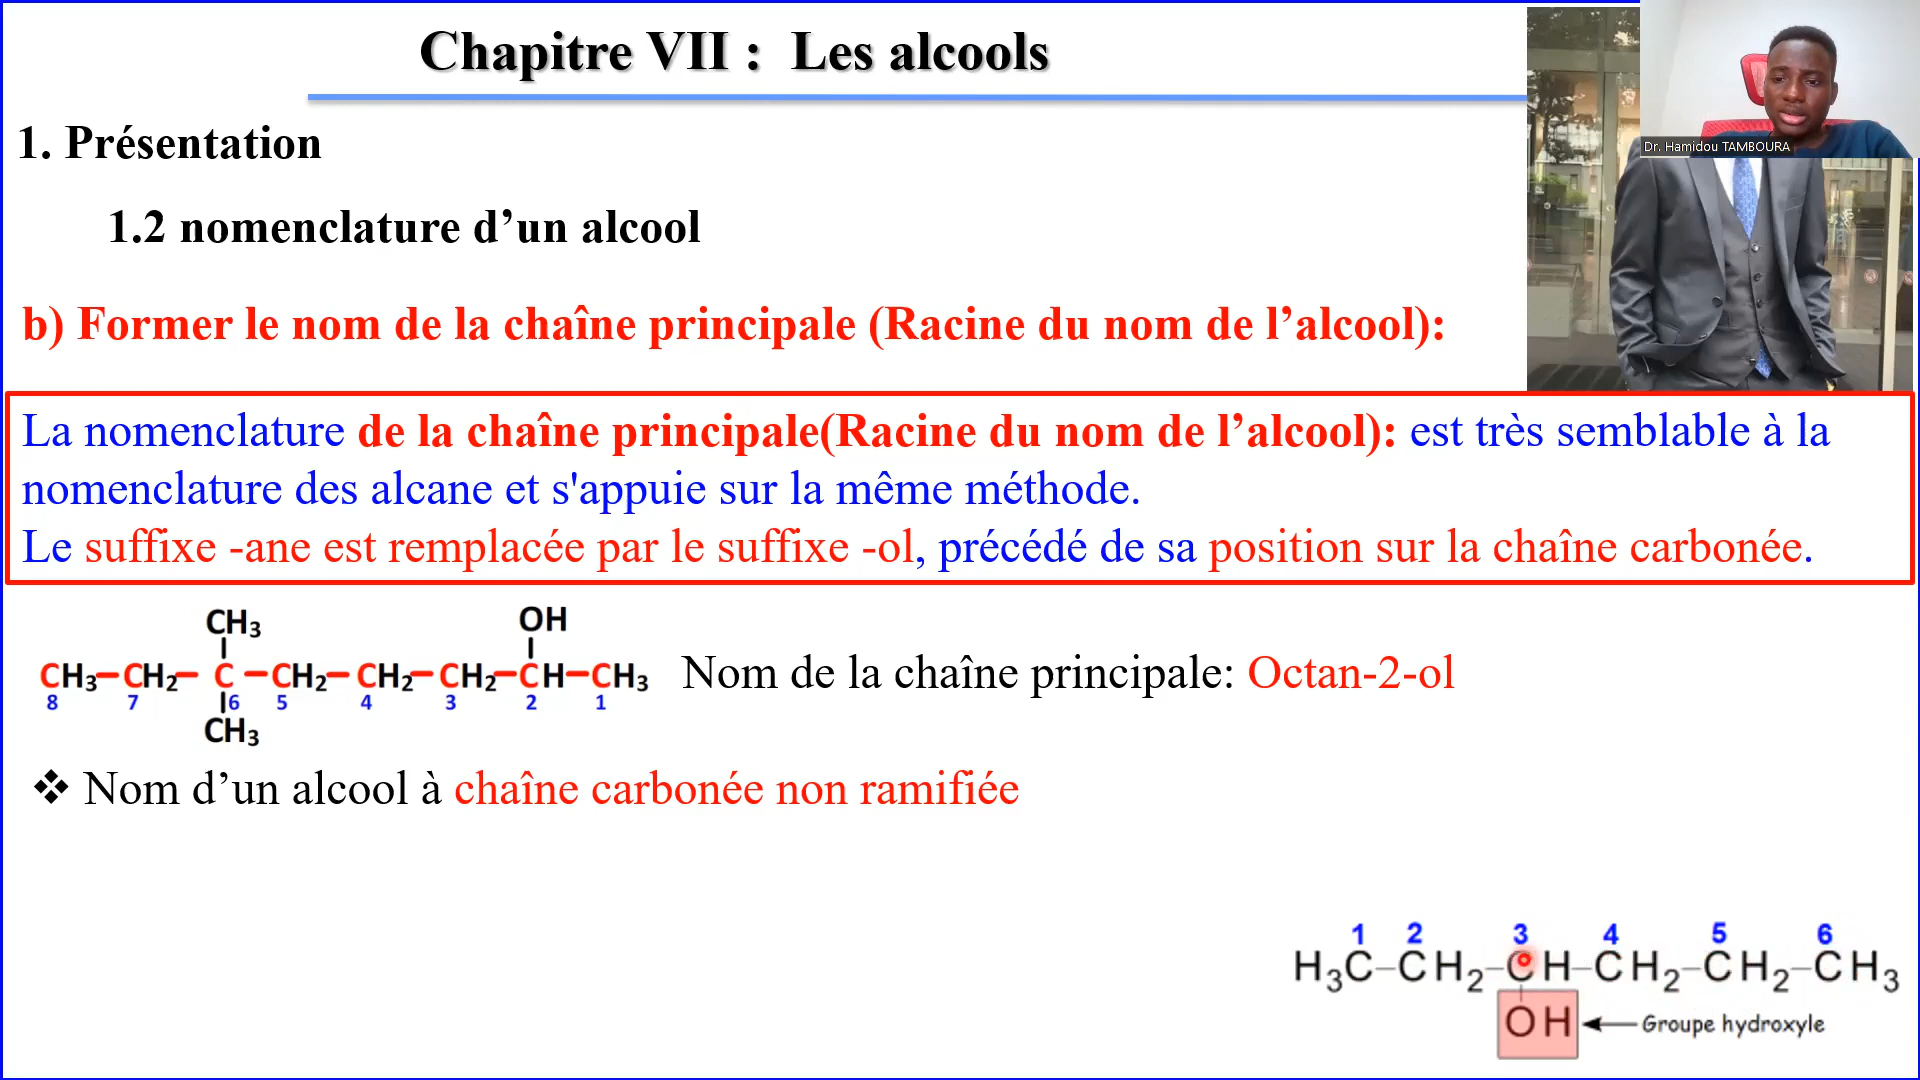 Chapitre VII : Les alcools
Dr. Hamidou TAMBOURA
1. Présentation
1.2 nomenclature d’un alcool
b) Former le nom de la chaîne principale (Racine du nom de l’alcool):
La nomenclature de la chaîne principale(Racine du nom de l’alcool): est très semblable à la
nomenclature des alcane et s'appuie sur la même méthode.
Le suffixe -ane est remplacée par le suffixe -ol, précédé de sa position sur la chaîne carbonée.
CH₃ OH
CH₃–CH₂–C–CH₂–CH₂–CH₂–CH–CH₃
8 7 6 5 4 3 2 1
CH₃
Nom de la chaîne principale: Octan-2-ol
❖ Nom d’un alcool à chaîne carbonée non ramifiée
1 2 3 4 5 6
H₃C–CH₂–CH–CH₂–CH₂–CH₃
OH Groupe hydroxyle